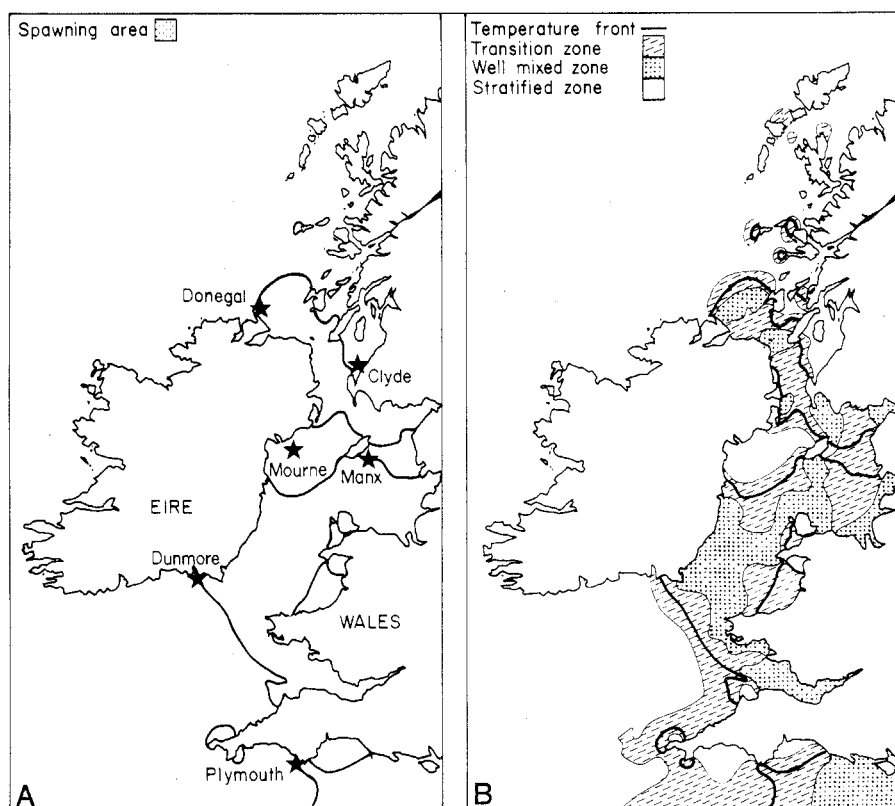 Spawning area
Donegal
Clyde
Mourne
Manx
EIRE
Dunmore
WALES
Plymouth
A
Temperature front
Transition zone
Well mixed zone
Stratified zone
B